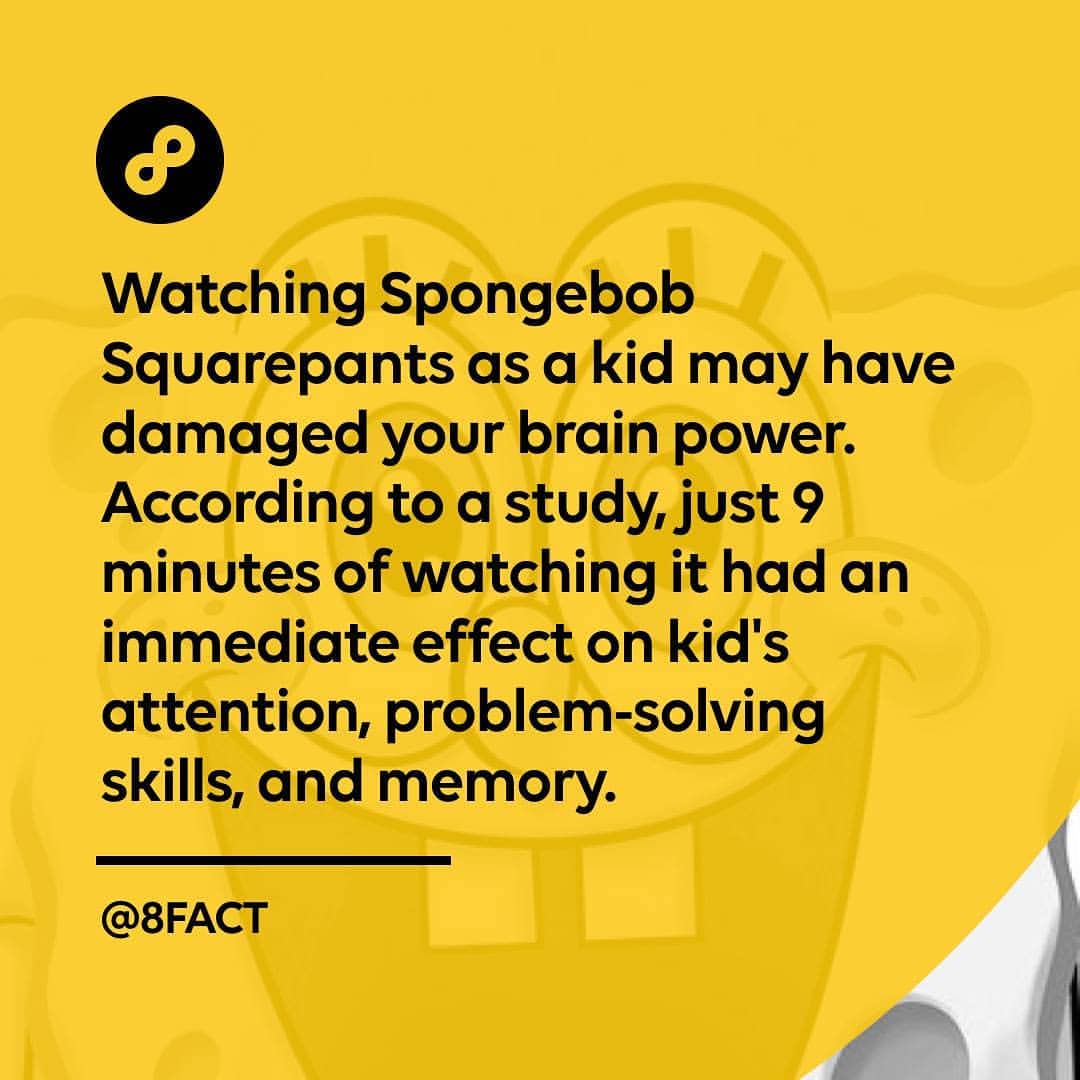 Watching Spongebob
Squarepants as a kid may have
damaged your brain power.
According to a study, just 9
minutes of watching it had an
immediate effect on kid's
attention, problem-solving
skills, and memory.
@8FACT